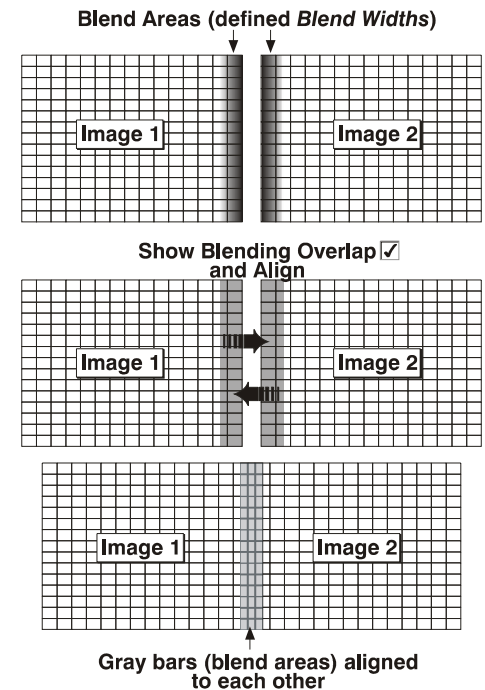 Blend Areas (defined Blend Widths)
Image 1
Image 2
Show Blending Overlap
and Align
Image 1
Image 2
Image 1
Image 2
Gray bars (blend areas) aligned
to each other